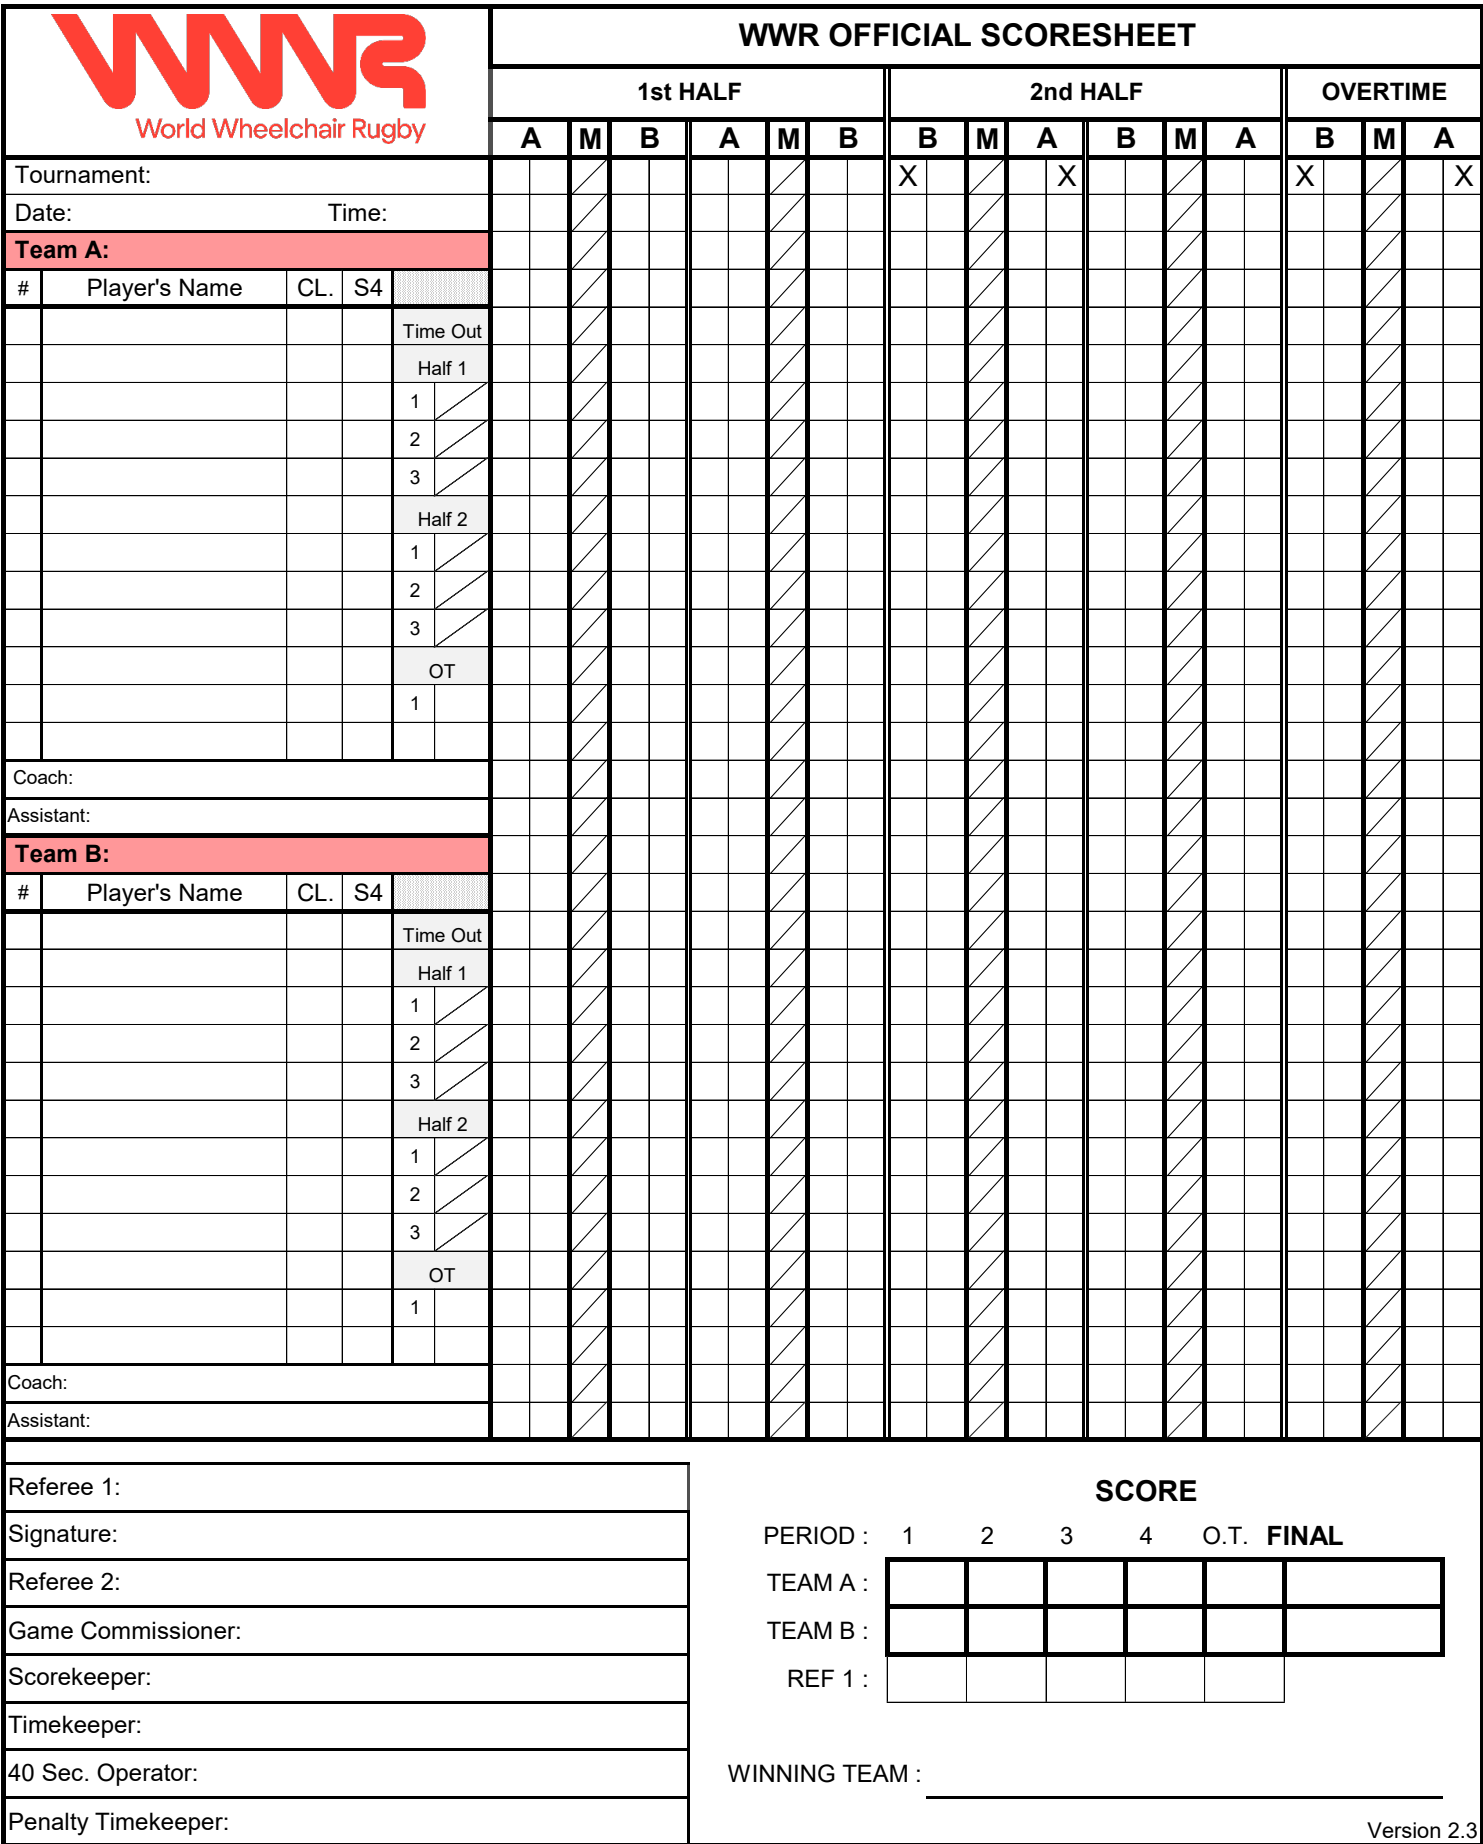 WWR
World Wheelchair Rugby
WWR OFFICIAL SCORESHEET
1st HALF 2nd HALF OVERTIME
A M B A M B B M A B M A B M A
Tournament: X X X X
Date: Time:
Team A:
# Player's Name CL. S4
Time Out
Half 1
1
2
3
Half 2
1
2
3
OT
1
Coach:
Assistant:
Team B:
# Player's Name CL. S4
Time Out
Half 1
1
2
3
Half 2
1
2
3
OT
1
Coach:
Assistant:
Referee 1:
Signature:
Referee 2:
Game Commissioner:
Scorekeeper:
Timekeeper:
40 Sec. Operator:
Penalty Timekeeper:
SCORE
PERIOD : 1 2 3 4 O.T. FINAL
TEAM A :
TEAM B :
REF 1 :
WINNING TEAM :
Version 2.3